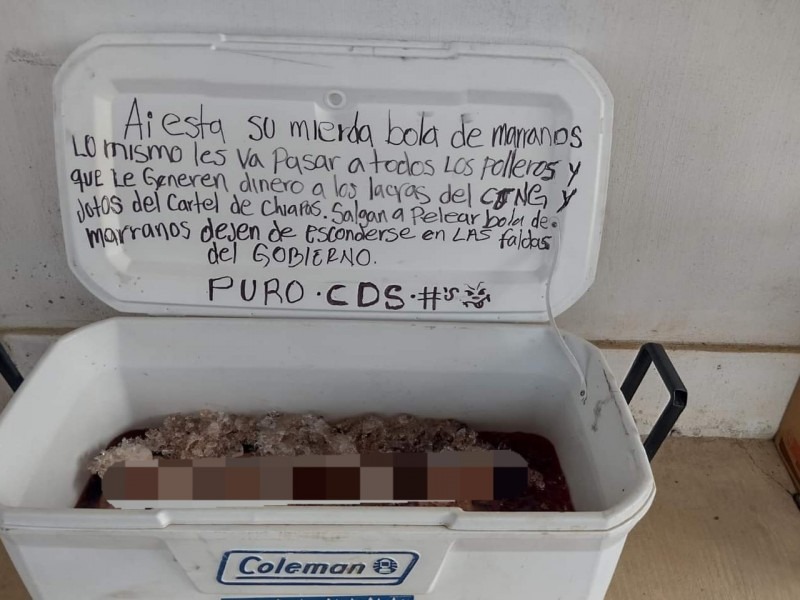 Ai esta su mierda bola de marranos
Lo mismo les va pasar a todos los polleros y
que le Generen dinero a los lacras del CJNG y
Jotos del Cartel de Chiapas. Salgan a Pelear bola de
marranos dejen de esconderse en LAS faldas
del GOBIERNO.
PURO·CDS·#'s
Coleman